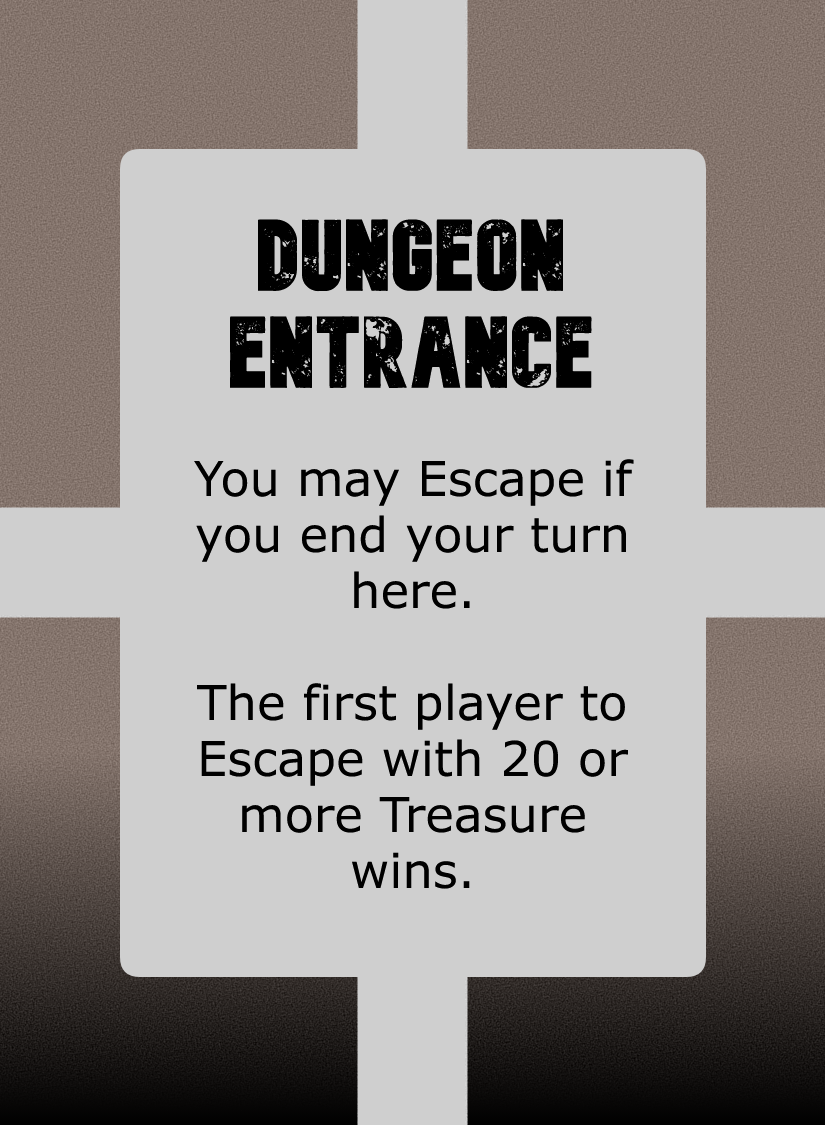 DUNGEON
ENTRANCE
You may Escape if
you end your turn
here.
The first player to
Escape with 20 or
more Treasure
wins.